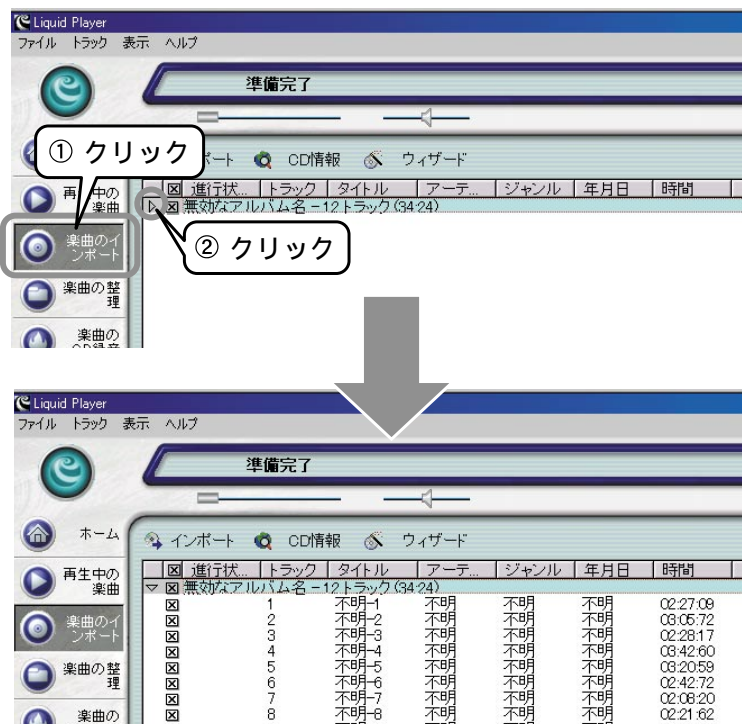 Liquid Player
ファイル トラック 表示 ヘルプ
準備完了
① クリック
ポート CD情報 ウィザード
再 中の
楽曲
進行状... トラック タイトル アーテ... ジャンル 年月日 時間
無効なアルバム名 - 12トラック (34:24)
楽曲のイ
ンポート
② クリック
楽曲の整
理
楽曲の
Liquid Player
ファイル トラック 表示 ヘルプ
準備完了
ホーム
インポート CD情報 ウィザード
再生中の
楽曲
進行状... トラック タイトル アーテ... ジャンル 年月日 時間
無効なアルバム名 - 12トラック (34:24)
1 不明-1 不明 不明 不明 02:27:09
2 不明-2 不明 不明 不明 03:05:72
楽曲のイ
ンポート
3 不明-3 不明 不明 不明 02:28:17
4 不明-4 不明 不明 不明 03:42:60
楽曲の整
理
5 不明-5 不明 不明 不明 03:20:59
6 不明-6 不明 不明 不明 02:42:72
7 不明-7 不明 不明 不明 02:08:20
楽曲の
8 不明-8 不明 不明 不明 02:21:62